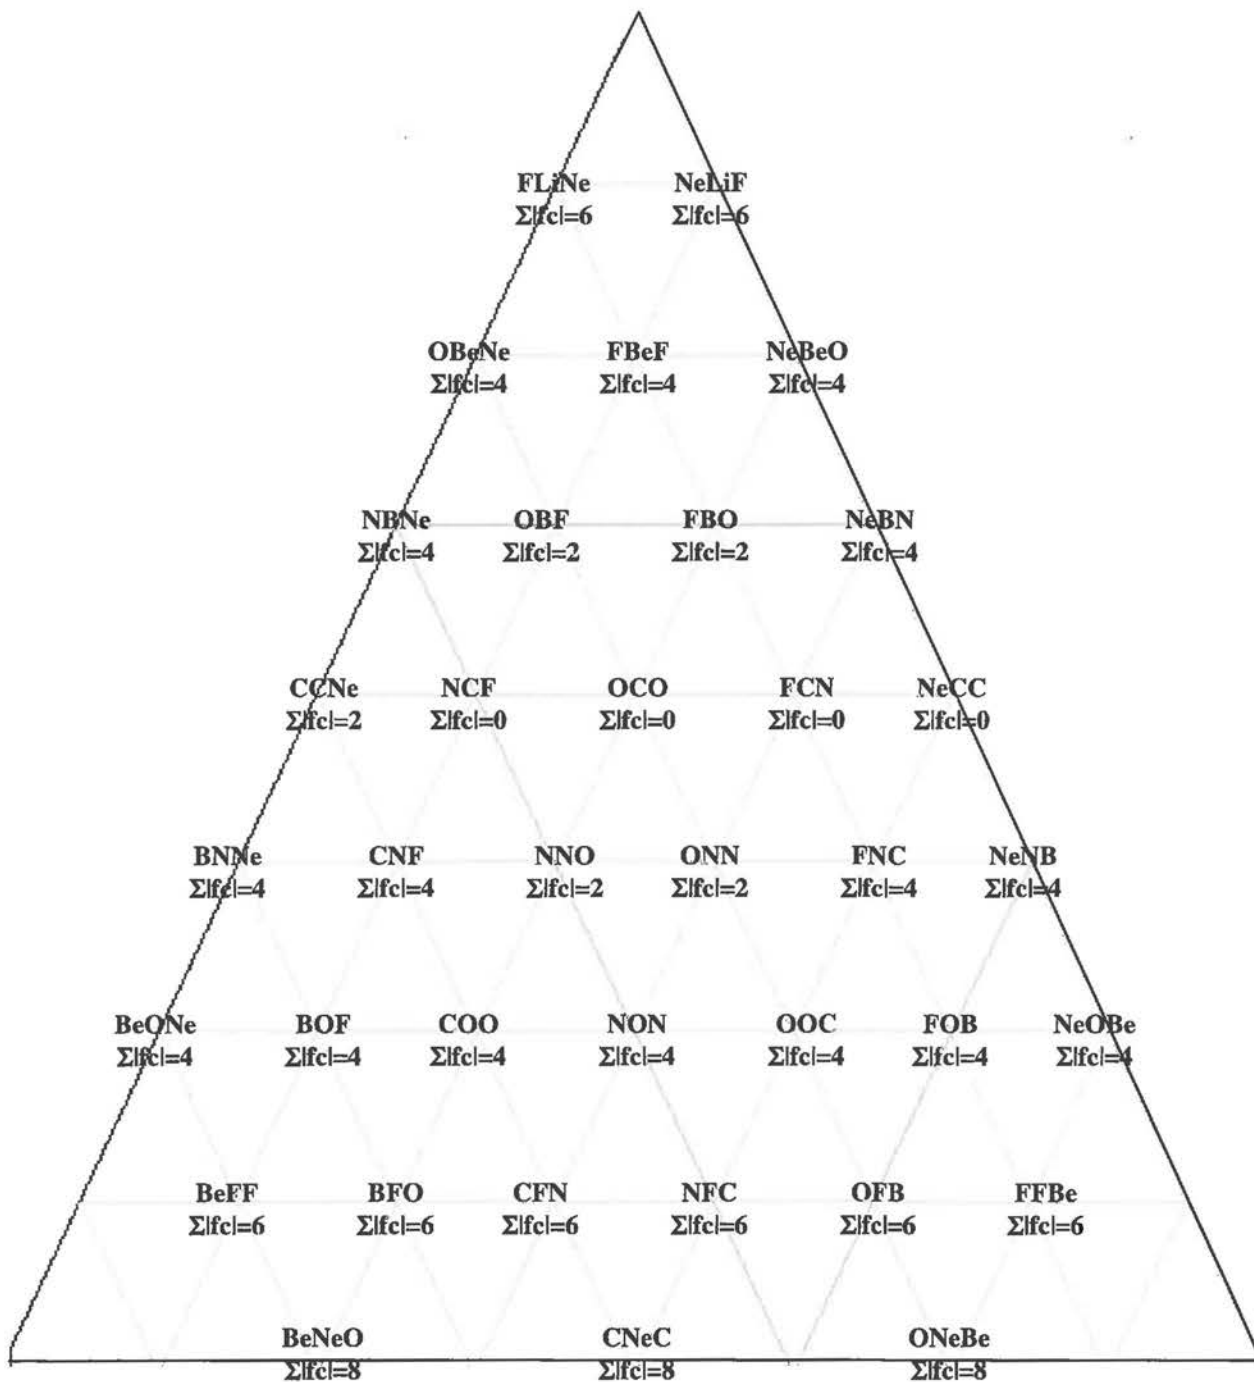 FLiNe NeLiF
Σ|fc|=6 Σ|fc|=6
OBeNe FBeF NeBeO
Σ|fc|=4 Σ|fc|=4 Σ|fc|=4
NBNe OBF FBO NeBN
Σ|fc|=4 Σ|fc|=2 Σ|fc|=2 Σ|fc|=4
CCNe NCF OCO FCN NeCC
Σ|fc|=2 Σ|fc|=0 Σ|fc|=0 Σ|fc|=0 Σ|fc|=0
BNNe CNF NNO ONN FNC NeNB
Σ|fc|=4 Σ|fc|=4 Σ|fc|=2 Σ|fc|=2 Σ|fc|=4 Σ|fc|=4
BeONe BOF COO NON OOC FOB NeOBe
Σ|fc|=4 Σ|fc|=4 Σ|fc|=4 Σ|fc|=4 Σ|fc|=4 Σ|fc|=4 Σ|fc|=4
BeFF BFO CFN NFC OFB FFBe
Σ|fc|=6 Σ|fc|=6 Σ|fc|=6 Σ|fc|=6 Σ|fc|=6 Σ|fc|=6
BeNeO CNeC ONeBe
Σ|fc|=8 Σ|fc|=8 Σ|fc|=8